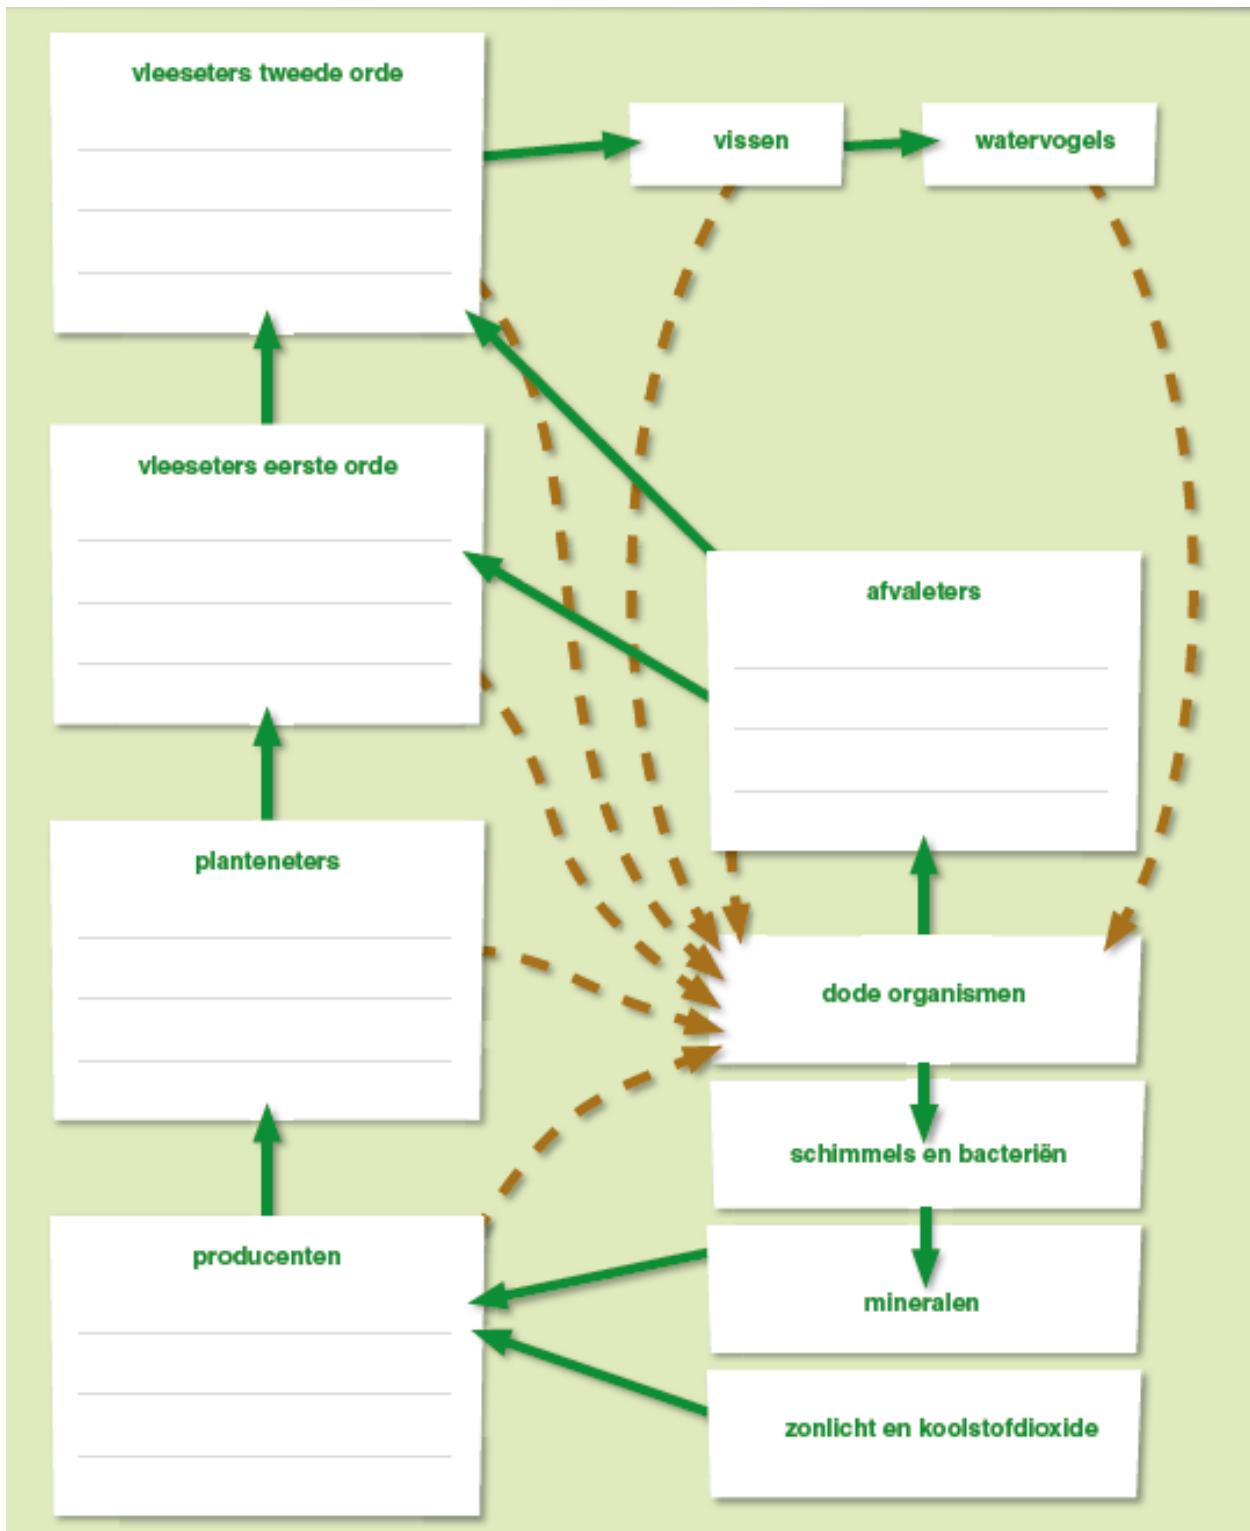 vleeseters tweede orde
vissen
watervogels
vleeseters eerste orde
afvaleters
planteneters
dode organismen
schimmels en bacteriën
producenten
mineralen
zonlicht en koolstofdioxide